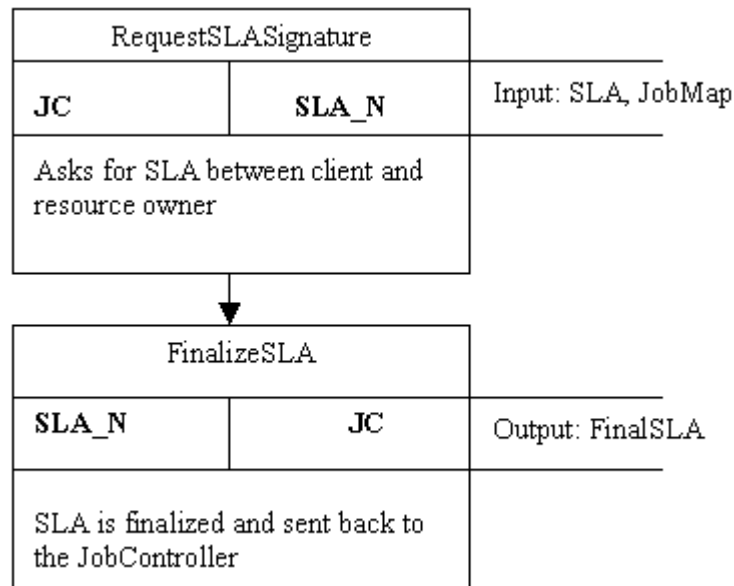 RequestSLASignature
JC
SLA_N
Input: SLA, JobMap
Asks for SLA between client and
resource owner
FinalizeSLA
SLA_N
JC
Output: FinalSLA
SLA is finalized and sent back to
the JobController